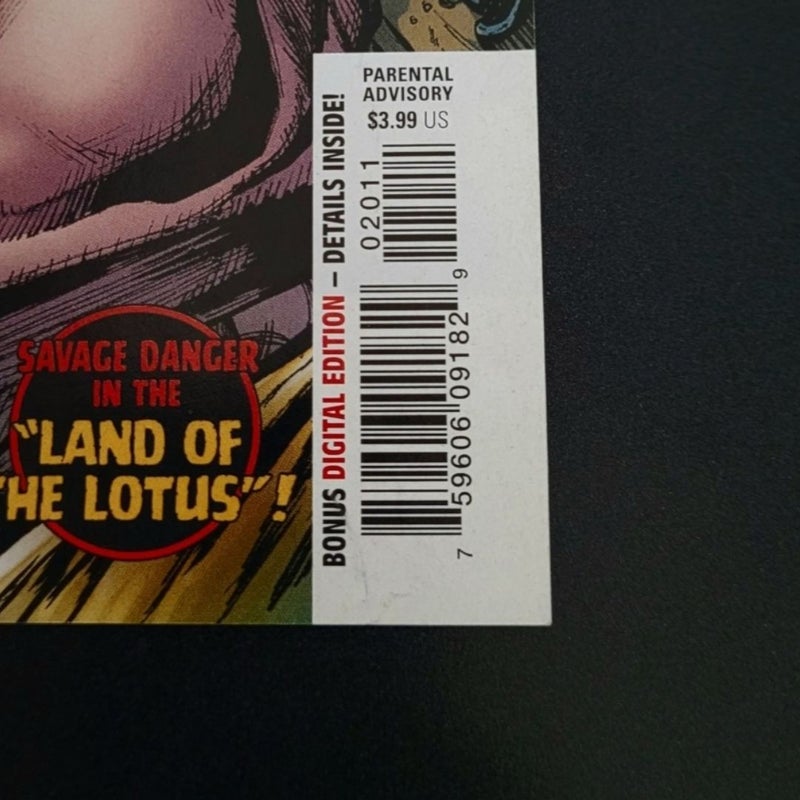 PARENTAL
ADVISORY
$3.99 US
02011
BONUS DIGITAL EDITION – DETAILS INSIDE!
7 59606 09182 9
SAVAGE DANGER
IN THE
"LAND OF
HE LOTUS"!